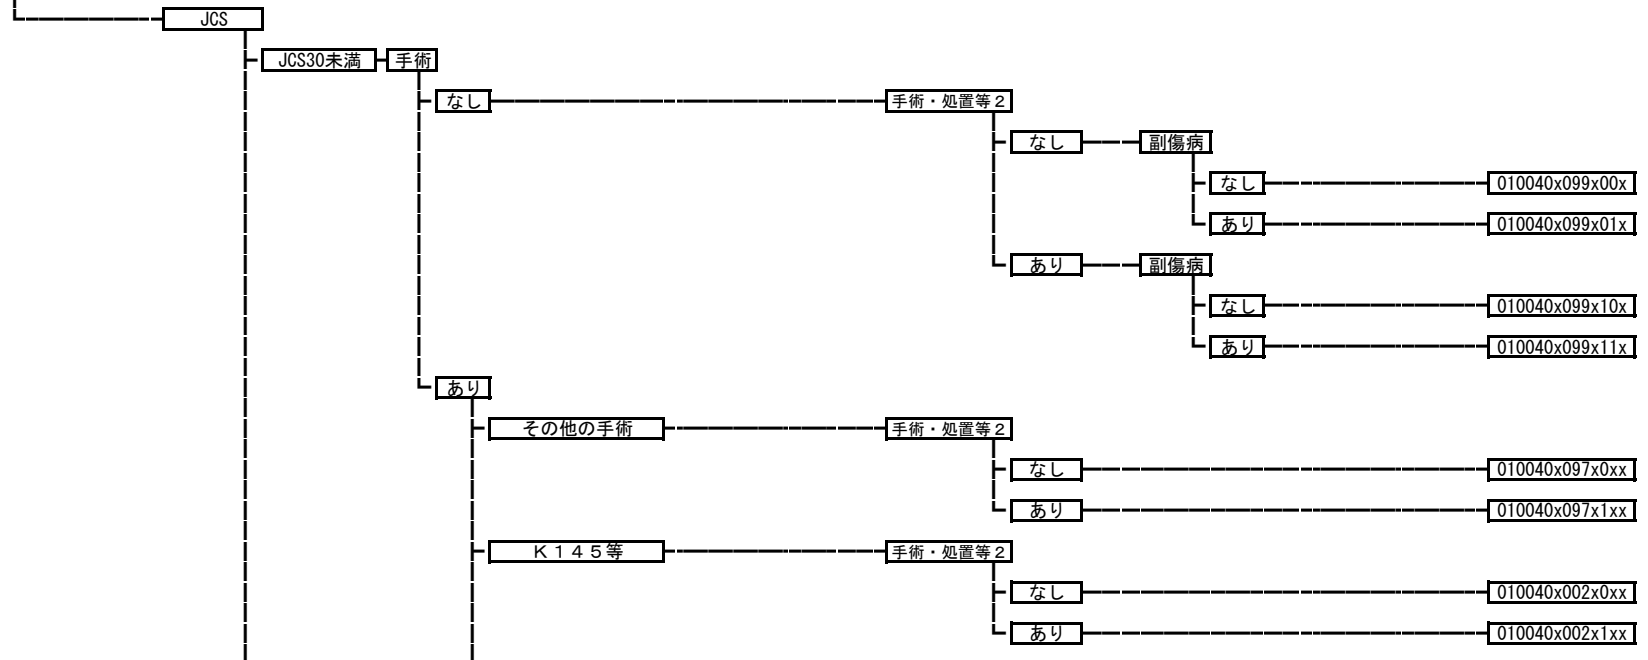 JCS
JCS30未満 手術
なし 手術・処置等２
なし 副傷病
なし 010040x099x00x
あり 010040x099x01x
あり 副傷病
なし 010040x099x10x
あり 010040x099x11x
あり
その他の手術 手術・処置等２
なし 010040x097x0xx
あり 010040x097x1xx
Ｋ１４５等 手術・処置等２
なし 010040x002x0xx
あり 010040x002x1xx